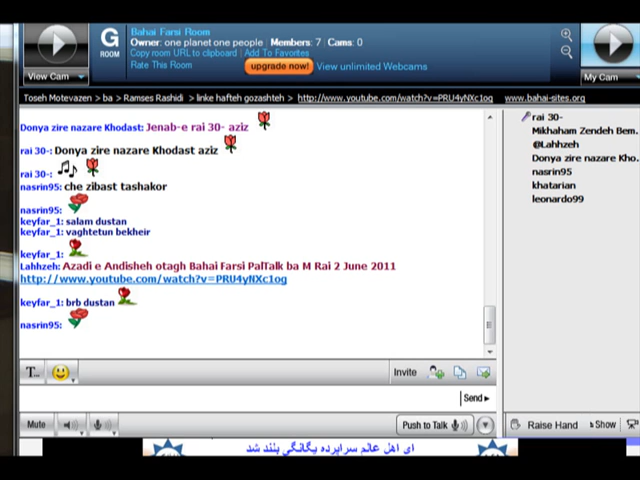 Bahai Farsi Room
Owner: one planet one people | Members: 7 | Cams: 0
Copy room URL to clipboard | Add To Favorites
Rate This Room
upgrade now! View unlimited Webcams
G
ROOM
View Cam
My Cam
Toseh Motevazen > ba > Ramses Rashidi > linke hafteh gozashteh > http://www.youtube.com/watch?v=PRU4yNXc1og www.bahai-sites.org
Donya zire nazare Khodast: Jenab-e rai 30- aziz
rai 30-: Donya zire nazare Khodast aziz
rai 30-:
nasrin95: che zibast tashakor
nasrin95:
keyfar_1: salam dustan
keyfar_1: vaghtetun bekheir
keyfar_1:
Lahhzeh: Azadi e Andisheh otagh Bahai Farsi PalTalk ba M Rai 2 June 2011
http://www.youtube.com/watch?v=PRU4yNXc1og
keyfar_1: brb dustan
nasrin95:
rai 30-
Mikhaham Zendeh Bem..
@Lahhzeh
Donya zire nazare Kho...
nasrin95
khatarian
leonardo99
T...
Invite
Send
Mute
Push to Talk
Raise Hand
Show
ای اهل عالم سراپرده یگانگی بلند شد